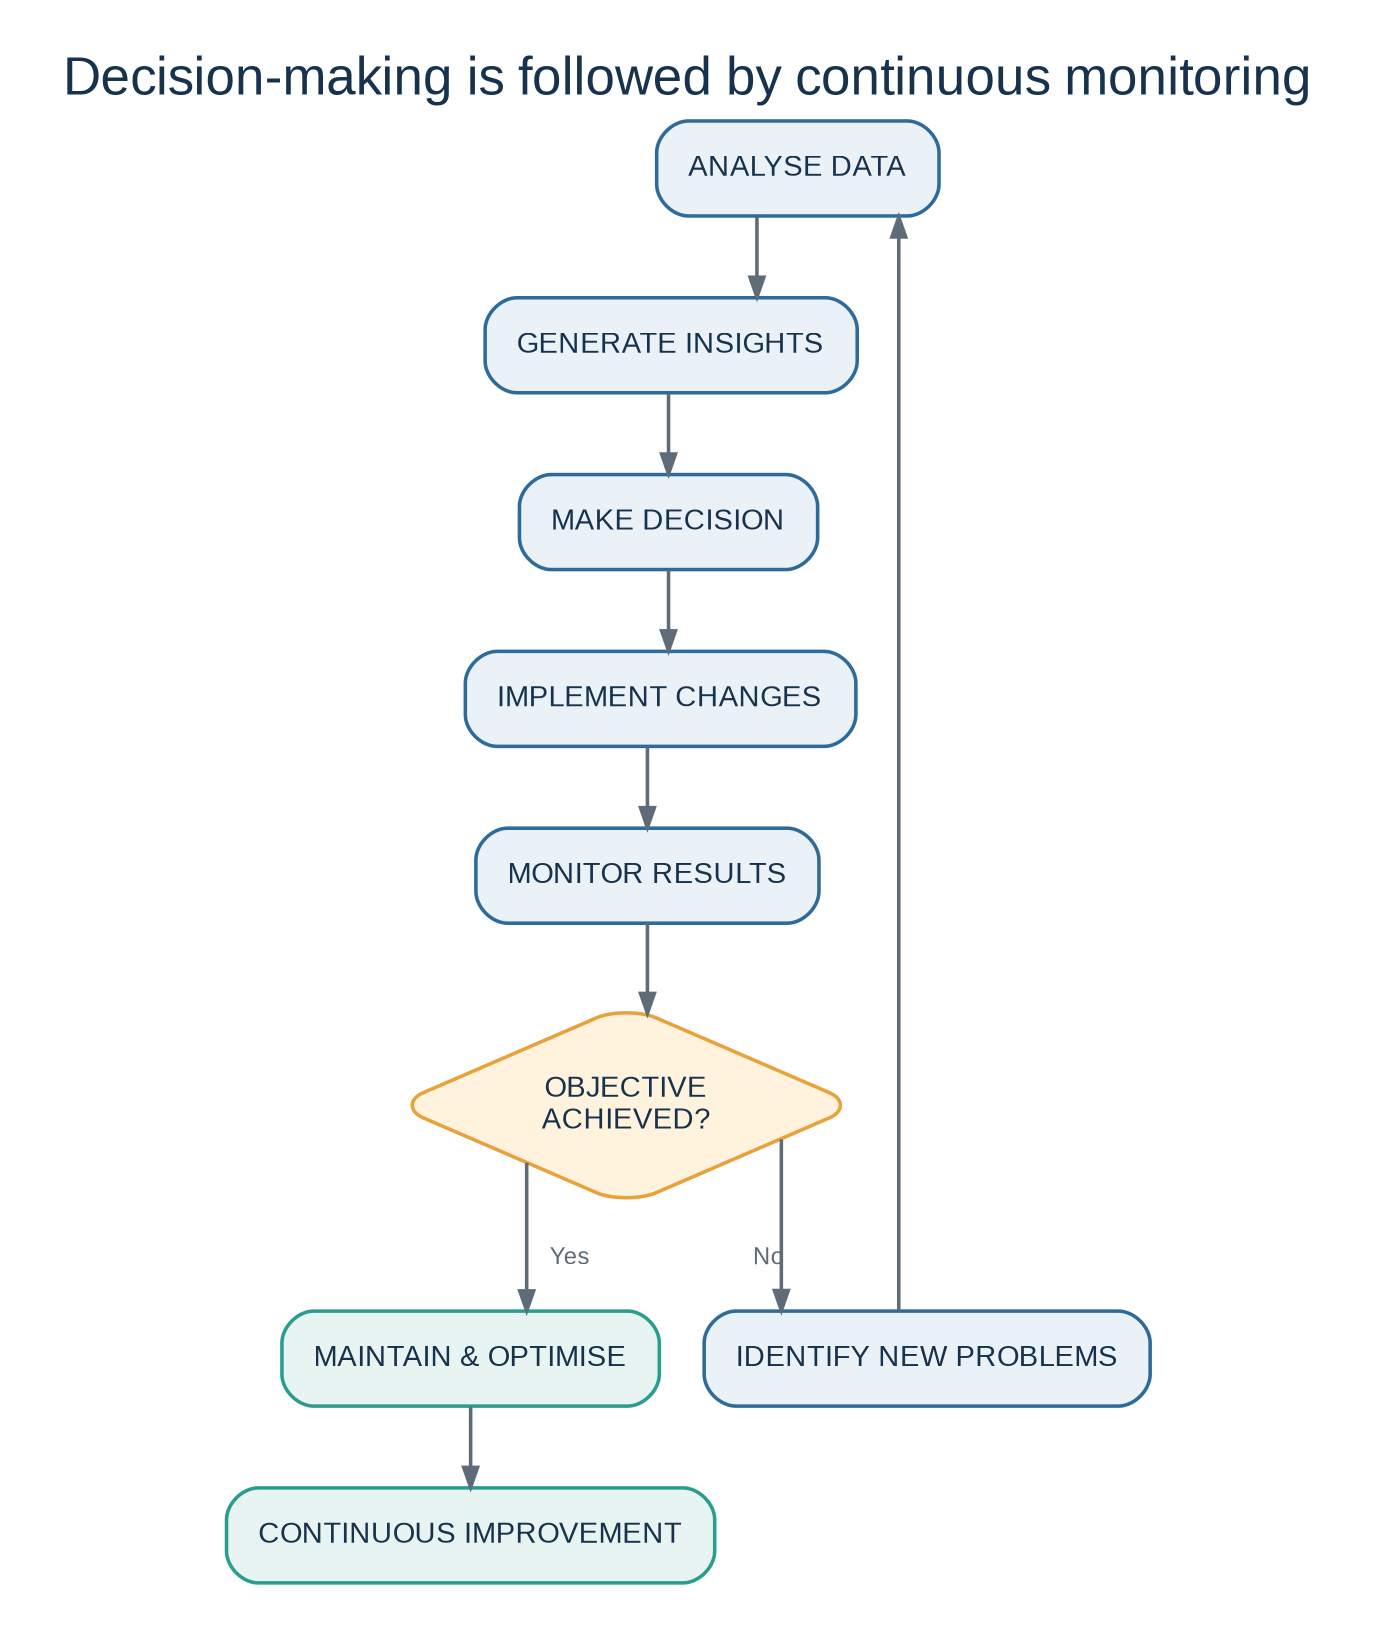 Decision-making is followed by continuous monitoring
ANALYSE DATA
GENERATE INSIGHTS
MAKE DECISION
IMPLEMENT CHANGES
MONITOR RESULTS
OBJECTIVE
ACHIEVED?
Yes
No
MAINTAIN & OPTIMISE
IDENTIFY NEW PROBLEMS
CONTINUOUS IMPROVEMENT